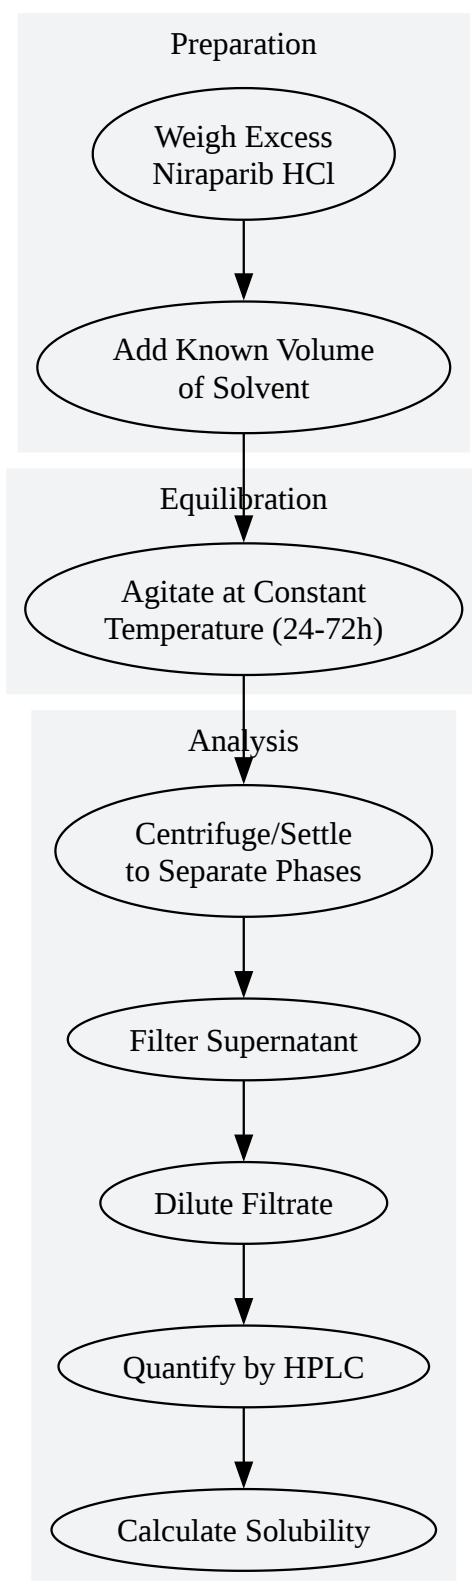 Preparation
Weigh Excess
Niraparib HCl
Add Known Volume
of Solvent
Equilibration
Agitate at Constant
Temperature (24-72h)
Analysis
Centrifuge/Settle
to Separate Phases
Filter Supernatant
Dilute Filtrate
Quantify by HPLC
Calculate Solubility